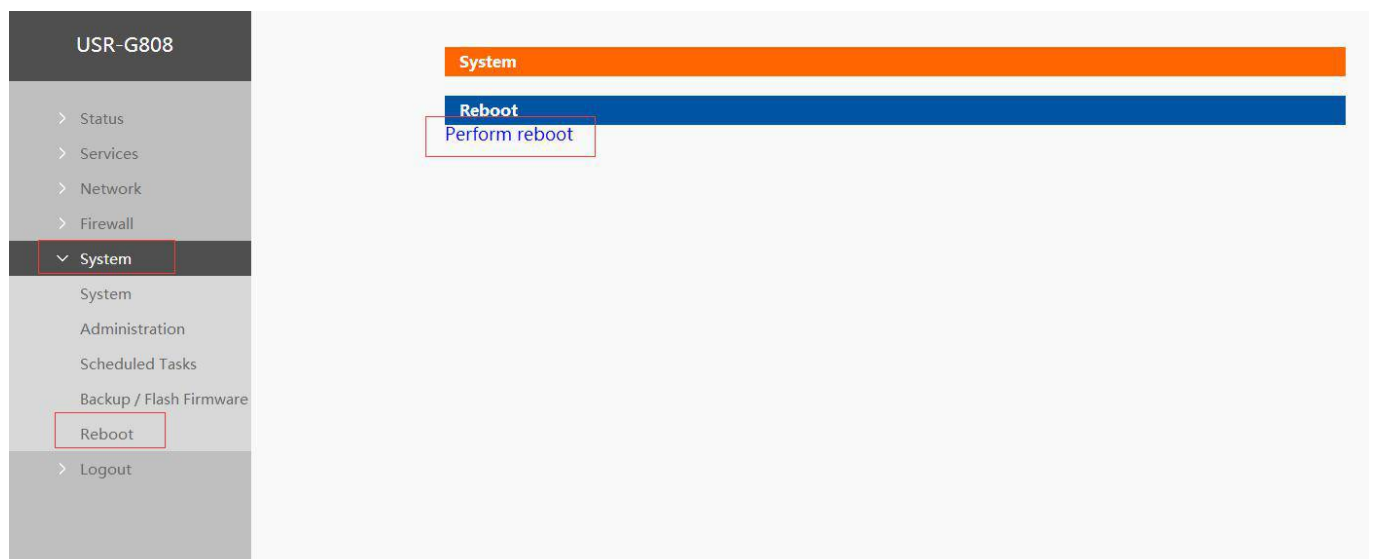 USR-G808
Status
Services
Network
Firewall
System
System
Administration
Scheduled Tasks
Backup / Flash Firmware
Reboot
Logout
System
Reboot
Perform reboot